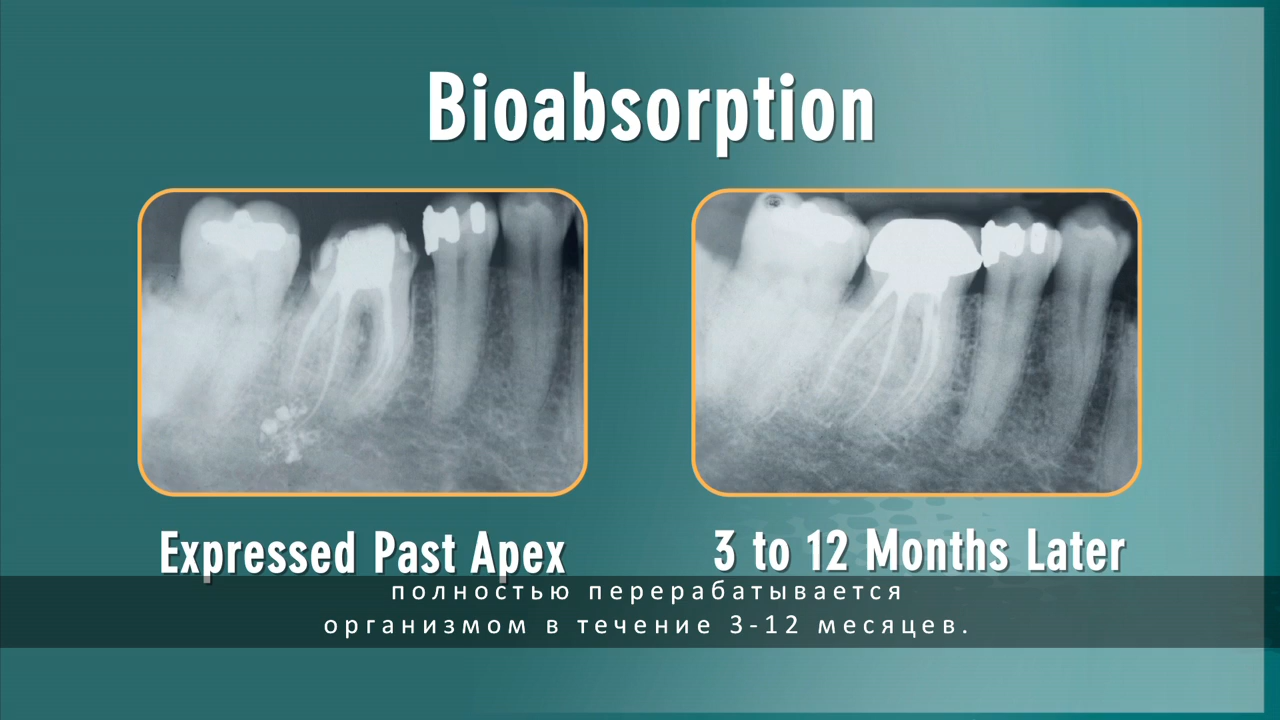 Bioabsorption
Expressed Past Apex
3 to 12 Months Later
полностью перерабатывается
организмом в течение 3-12 месяцев.